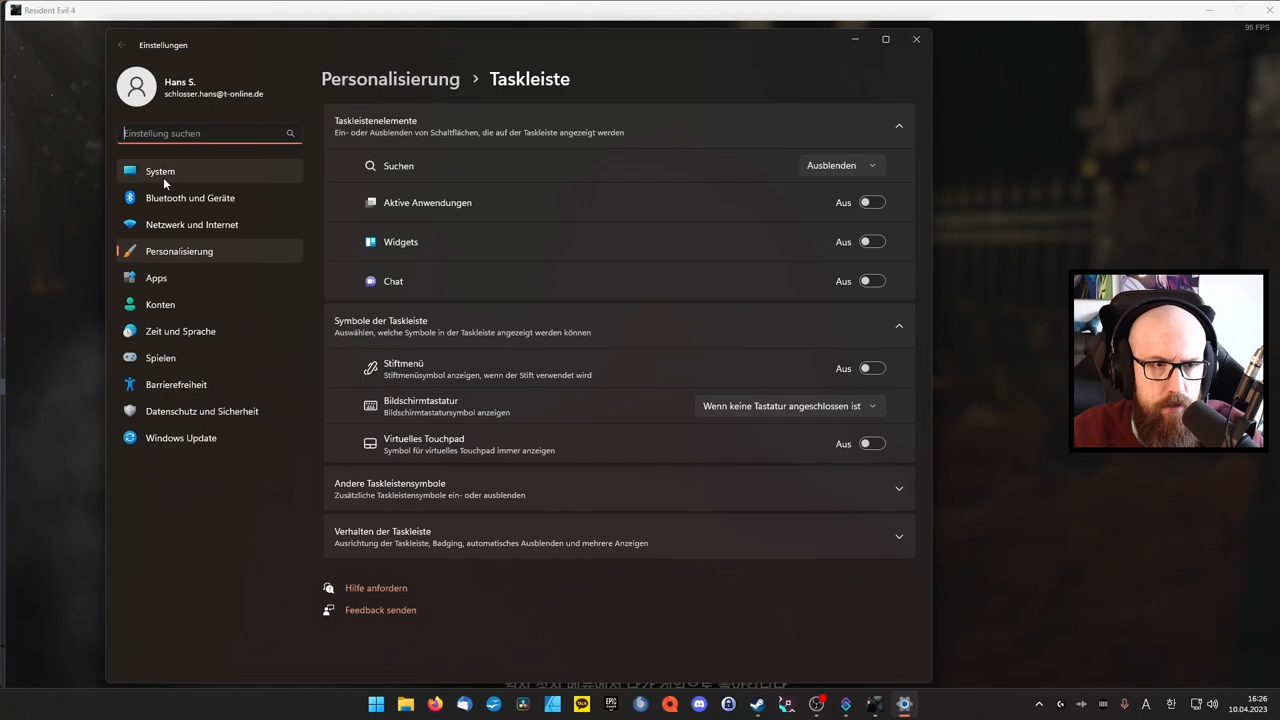 Resident Evil 4
95 FPS
Einstellungen
Hans S.
schlosser.hans@t-online.de
Einstellung suchen
System
Bluetooth und Geräte
Netzwerk und Internet
Personalisierung
Apps
Konten
Zeit und Sprache
Spielen
Barrierefreiheit
Datenschutz und Sicherheit
Windows Update
Personalisierung › Taskleiste
Taskleistenelemente
Ein- oder Ausblenden von Schaltflächen, die auf der Taskleiste angezeigt werden
Suchen Ausblenden
Aktive Anwendungen Aus
Widgets Aus
Chat Aus
Symbole der Taskleiste
Auswählen, welche Symbole in der Taskleiste angezeigt werden können
Stiftmenü
Stiftmenüsymbol anzeigen, wenn der Stift verwendet wird
Aus
Bildschirmtastatur
Bildschirmtastatursymbol anzeigen
Wenn keine Tastatur angeschlossen ist
Virtuelles Touchpad
Symbol für virtuelles Touchpad immer anzeigen
Aus
Andere Taskleistensymbole
Zusätzliche Taskleistensymbole ein- oder ausblenden
Verhalten der Taskleiste
Ausrichtung der Taskleiste, Badging, automatisches Ausblenden und mehrere Anzeigen
Hilfe anfordern
Feedback senden
TALK
EPIC
GAMES
A 한
16:26
10.04.2023